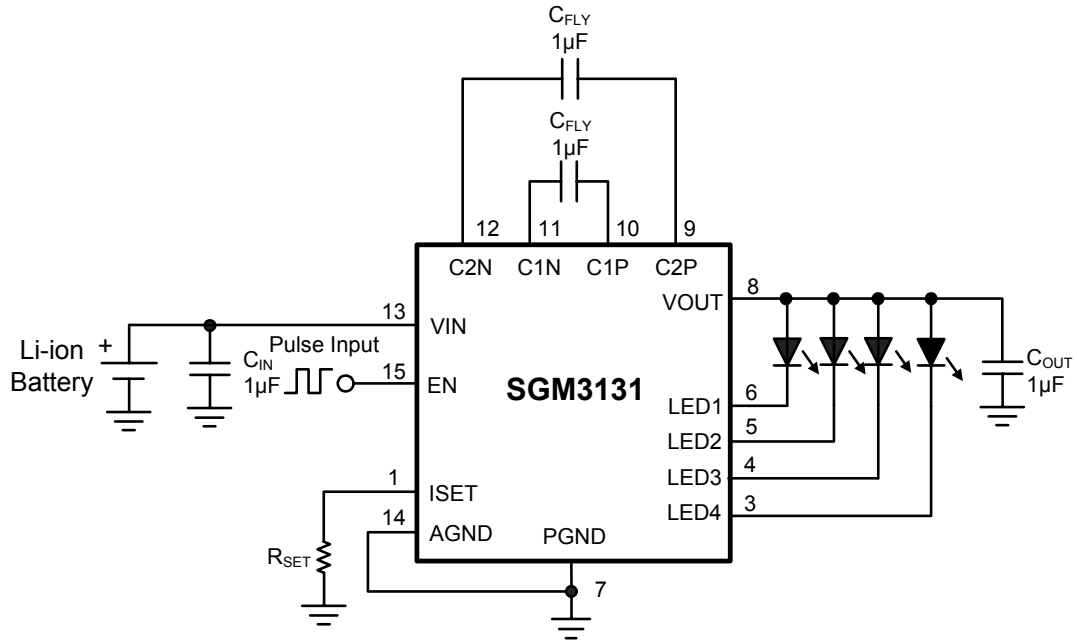 CFLY
1µF
CFLY
1µF
12
11
10
9
C2N
C1N
C1P
C2P
8
VOUT
13
VIN
Li-ion
Battery
+
CIN
1µF
Pulse Input
15
EN
SGM3131
COUT
1µF
6
LED1
5
LED2
4
LED3
3
LED4
1
ISET
14
AGND
PGND
RSET
7